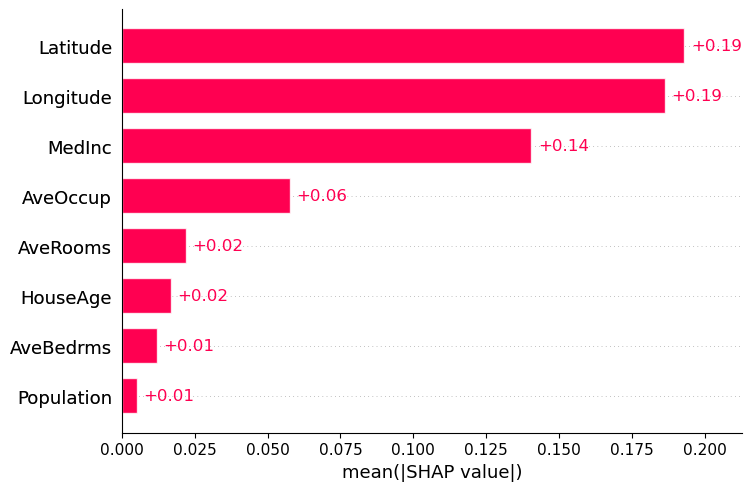 Latitude +0.19
Longitude +0.19
MedInc +0.14
AveOccup +0.06
AveRooms +0.02
HouseAge +0.02
AveBedrms +0.01
Population +0.01
0.000 0.025 0.050 0.075 0.100 0.125 0.150 0.175 0.200
mean(|SHAP value|)